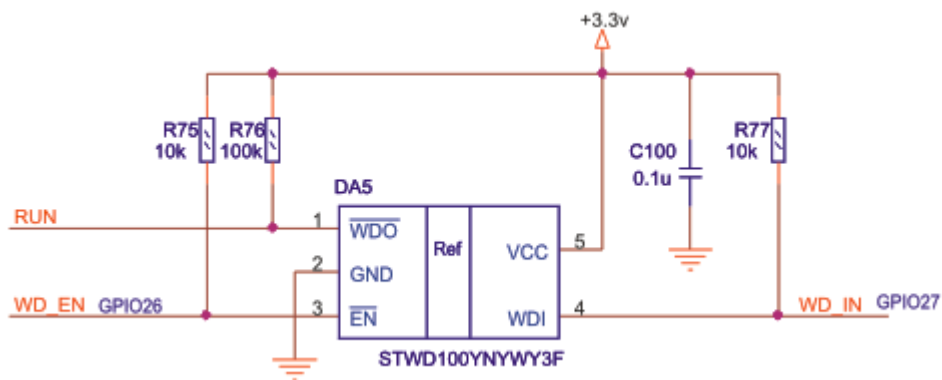 +3.3v
R75
10k
R76
100k
C100
0.1u
R77
10k
DA5
RUN
1
WDO
Ref
VCC
5
2
GND
WD_EN GPIO26
3
EN
WDI
4
WD_IN GPIO27
STWD100YNYWY3F